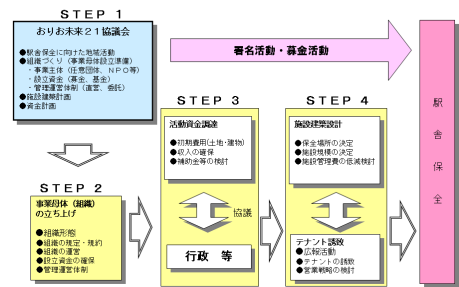 STEP 1
おりお未来21協議会
●駅舎保全に向けた地域活動
●組織づくり（事業母体設立準備）
・事業主体（任意団体、NPO等）
・設立資金（募金、基金）
・管理運営体制（直営、委託）
●施設建築計画
●資金計画
署名活動・募金活動
駅舎保全
STEP 2
事業母体（組織）
の立ち上げ
●組織形態
●組織の規定・規約
●組織の運営
●設立資金の確保
●管理運営体制
STEP 3
活動資金調達
●初期費用(土地・建物)
●収入の確保
●補助金等の検討
協議
行政 等
STEP 4
施設建築設計
●保全場所の決定
●施設規模の決定
●施設管理費の低減検討
テナント誘致
●広報活動
●テナントの誘致
●営業戦略の検討